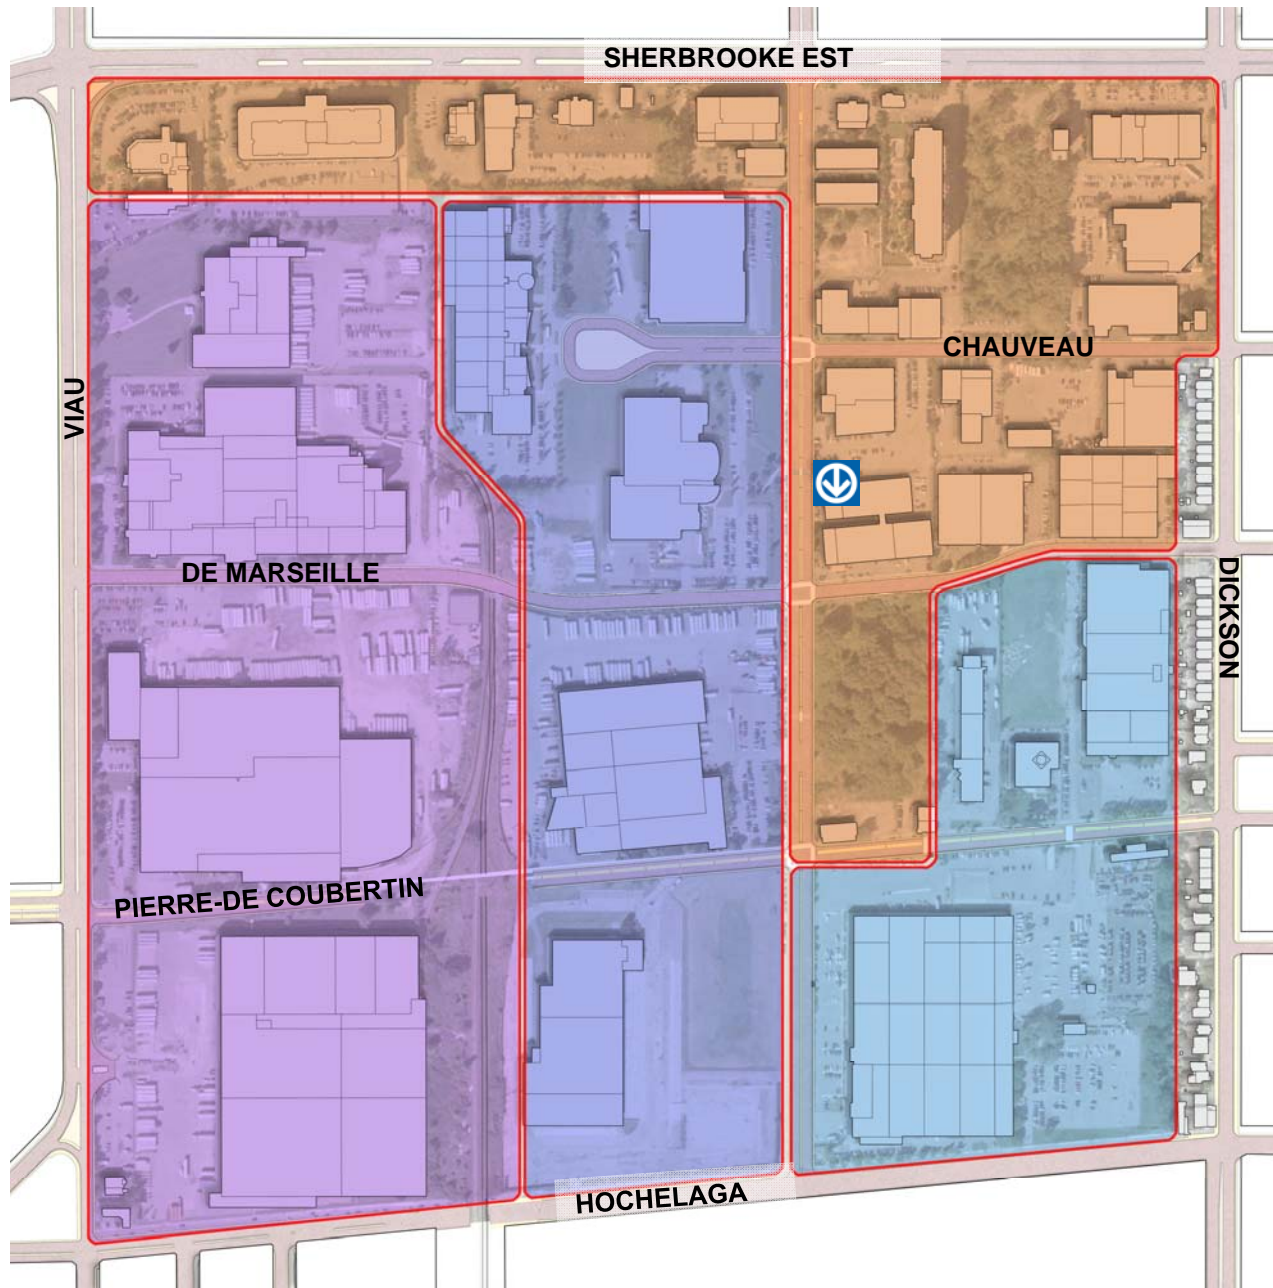 SHERBROOKE EST
CHAUVEAU
VIAU
DE MARSEILLE
DICKSON
PIERRE-DE COUBERTIN
HOCHELAGA